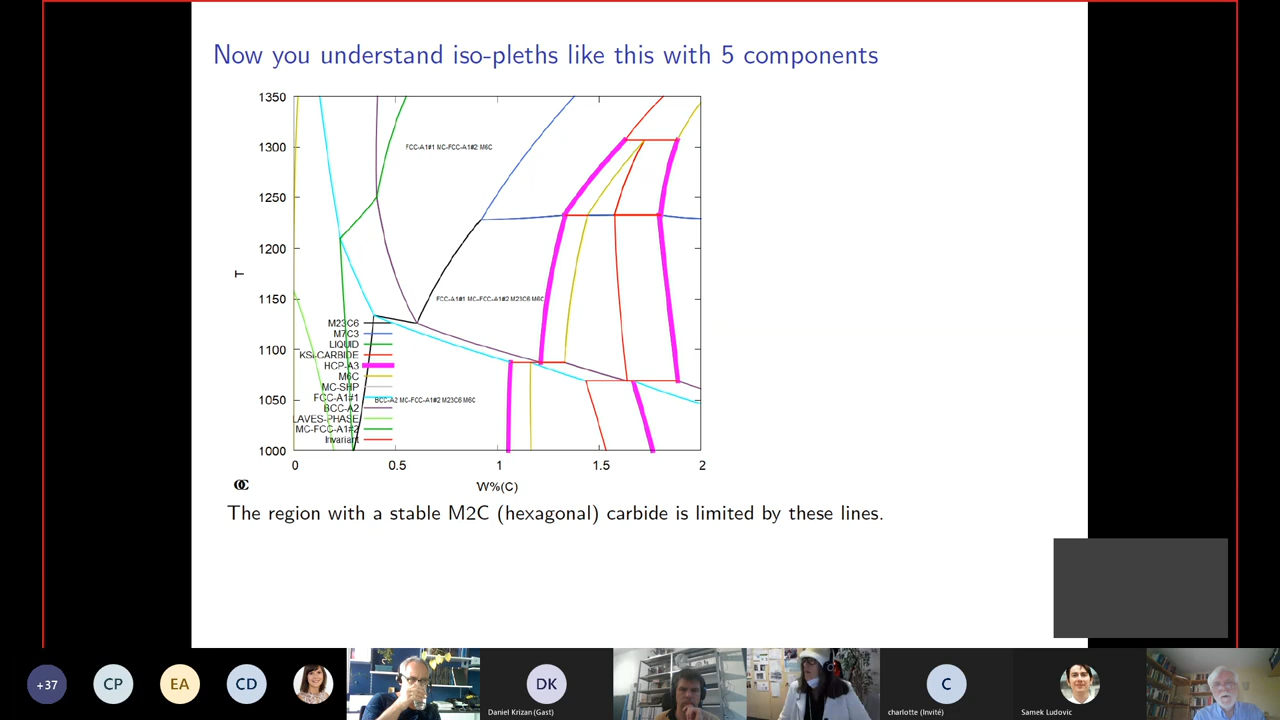 Now you understand iso-pleths like this with 5 components
1350
1300
1250
1200
1150
1100
1050
1000
T
FCC-A1#1 MC-FCC-A1#2 M6C
FCC-A1#1 MC-FCC-A1#2 M23C6 M6C
M23C6
M7C3
LIQUID
KSI-CARBIDE
HCP-A3
M6C
MC-SHP
FCC-A1#1
BCC-A2 MC-FCC-A1#2 M23C6 M6C
BCC-A2
LAVES-PHASE
MC-FCC-A1#2
Invariant
0 0.5 1 1.5 2
W%(C)
The region with a stable M2C (hexagonal) carbide is limited by these lines.
+37
CP
EA
CD
DK
Daniel Krizan (Gast)
C
charlotte (Invité)
Samek Ludovic